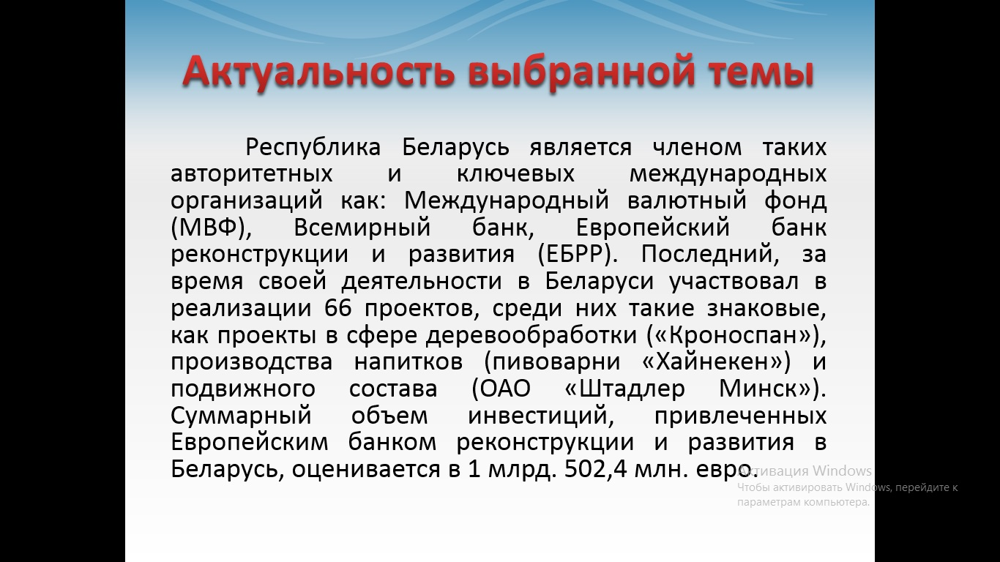 Актуальность выбранной темы
Республика Беларусь является членом таких
авторитетных и ключевых международных
организаций как: Международный валютный фонд
(МВФ), Всемирный банк, Европейский банк
реконструкции и развития (ЕБРР). Последний, за
время своей деятельности в Беларуси участвовал в
реализации 66 проектов, среди них такие знаковые,
как проекты в сфере деревообработки («Кроноспан»),
производства напитков (пивоварни «Хайнекен») и
подвижного состава (ОАО «Штадлер Минск»).
Суммарный объем инвестиций, привлеченных
Европейским банком реконструкции и развития в
Беларусь, оценивается в 1 млрд. 502,4 млн. евро.
Активация Windows
Чтобы активировать Windows, перейдите к
параметрам компьютера.